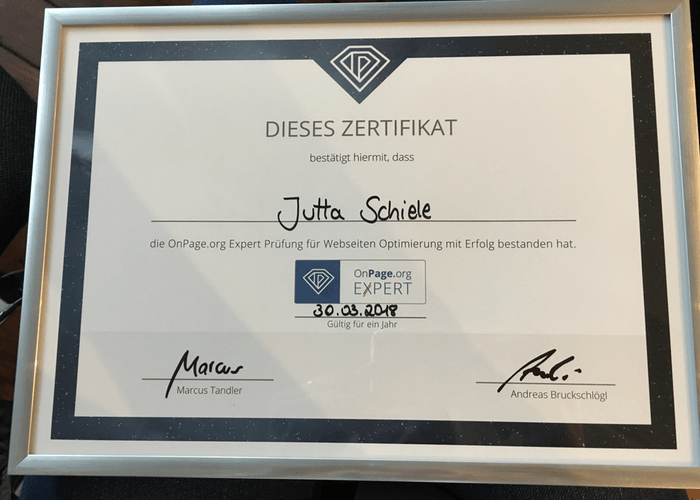 DIESES ZERTIFIKAT
bestätigt hiermit, dass
Jutta Schiele
die OnPage.org Expert Prüfung für Webseiten Optimierung mit Erfolg bestanden hat.
OnPage.org
EXPERT
30.03.2018
Gültig für ein Jahr
Marcus
Marcus Tandler
Andreas Bruckschlögl